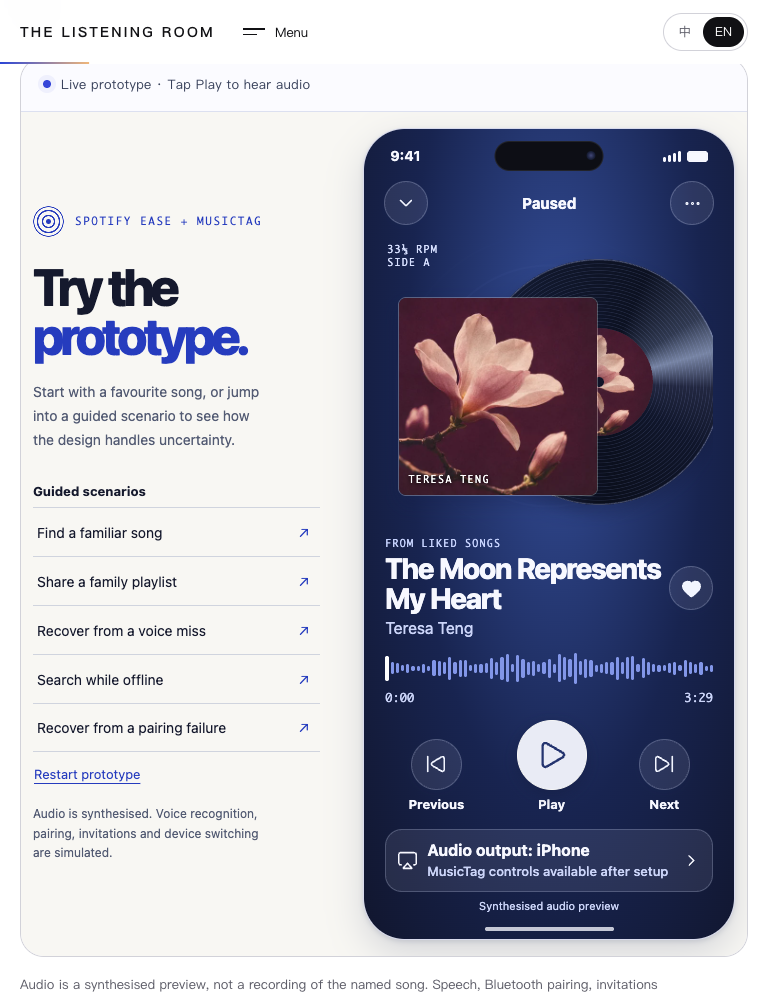 THE LISTENING ROOM
Menu
中
EN
Live prototype · Tap Play to hear audio
SPOTIFY EASE + MUSICTAG
Try the
prototype.
Start with a favourite song, or jump
into a guided scenario to see how
the design handles uncertainty.
Guided scenarios
Find a familiar song
Share a family playlist
Recover from a voice miss
Search while offline
Recover from a pairing failure
Restart prototype
Audio is synthesised. Voice recognition,
pairing, invitations and device switching
are simulated.
9:41
Paused
33⅓ RPM
SIDE A
TERESA TENG
FROM LIKED SONGS
The Moon Represents
My Heart
Teresa Teng
0:00
3:29
Previous
Play
Next
Audio output: iPhone
MusicTag controls available after setup
Synthesised audio preview
Audio is a synthesised preview, not a recording of the named song. Speech, Bluetooth pairing, invitations